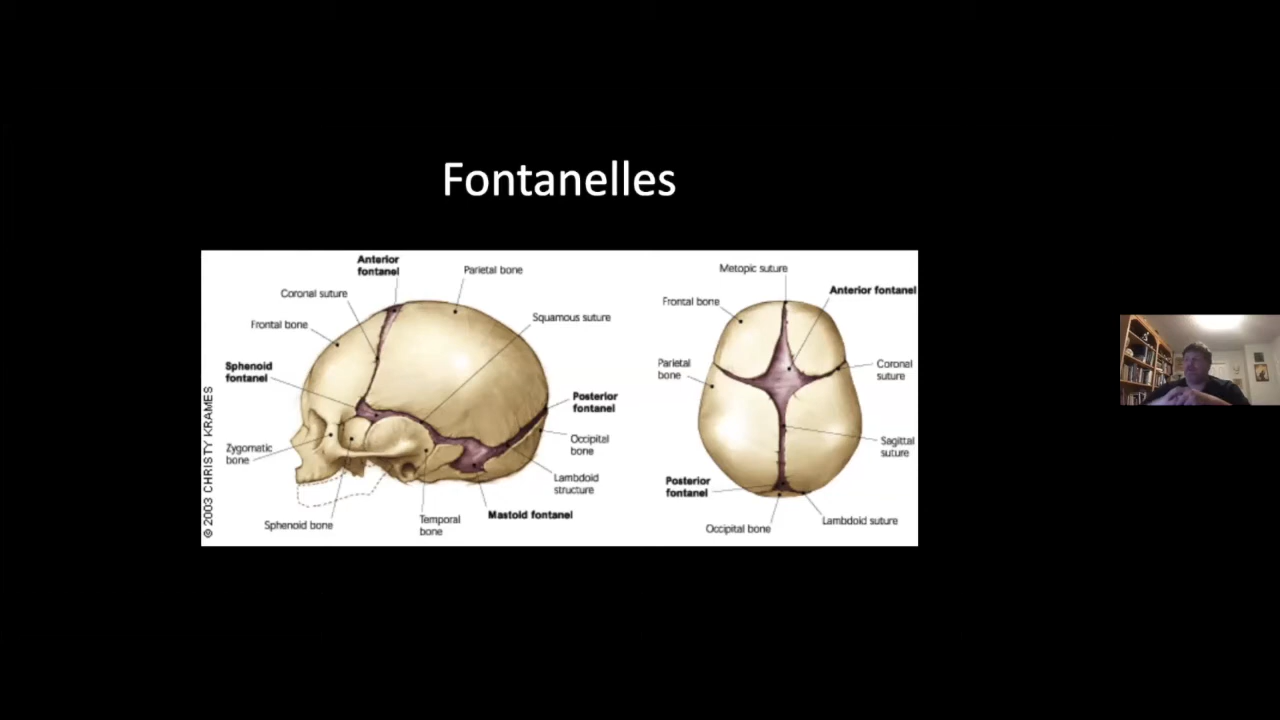 Fontanelles
Anterior
fontanel
Parietal bone
Coronal suture
Squamous suture
Frontal bone
Sphenoid
fontanel
Posterior
fontanel
Zygomatic
bone
Occipital
bone
Lambdoid
structure
Sphenoid bone
Temporal
bone
Mastoid fontanel
© 2003 CHRISTY KRAMES
Metopic suture
Anterior fontanel
Frontal bone
Parietal
bone
Coronal
suture
Sagittal
suture
Posterior
fontanel
Occipital bone
Lambdoid suture